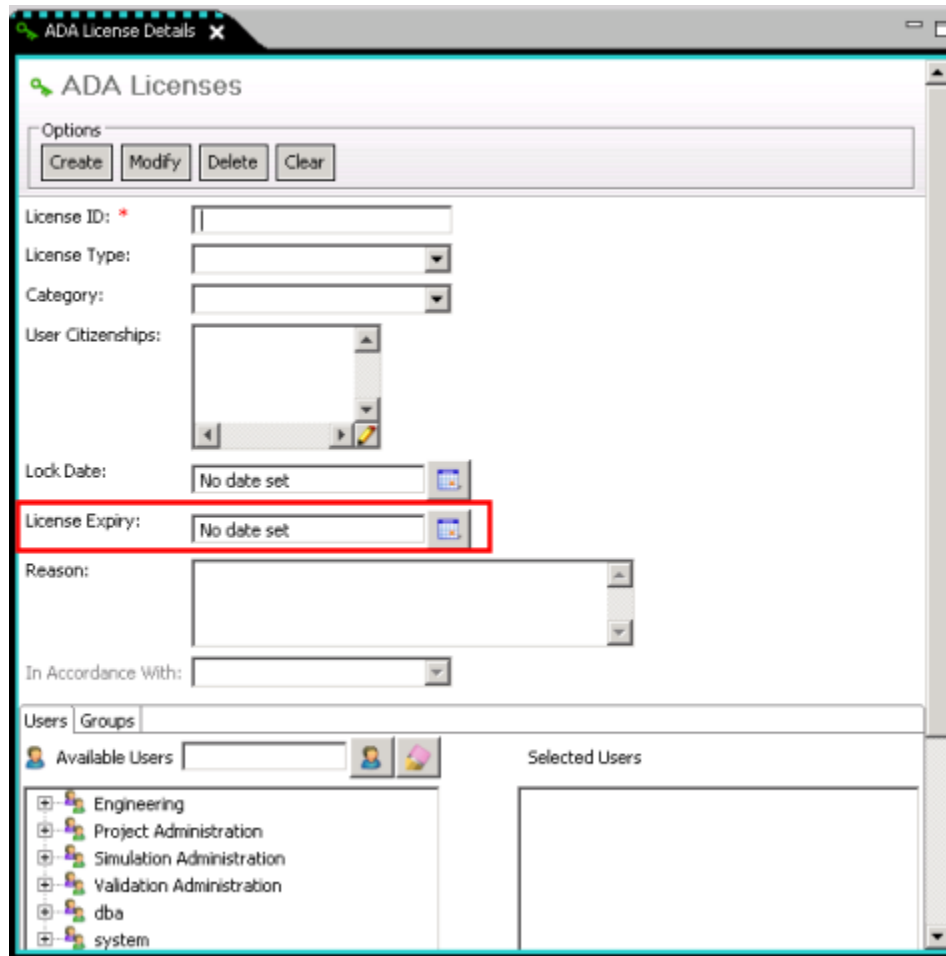 ADA License Details
ADA Licenses
Options
Create Modify Delete Clear
License ID: *
License Type:
Category:
User Citizenships:
Lock Date: No date set
License Expiry: No date set
Reason:
In Accordance With:
Users Groups
Available Users Selected Users
Engineering
Project Administration
Simulation Administration
Validation Administration
dba
system